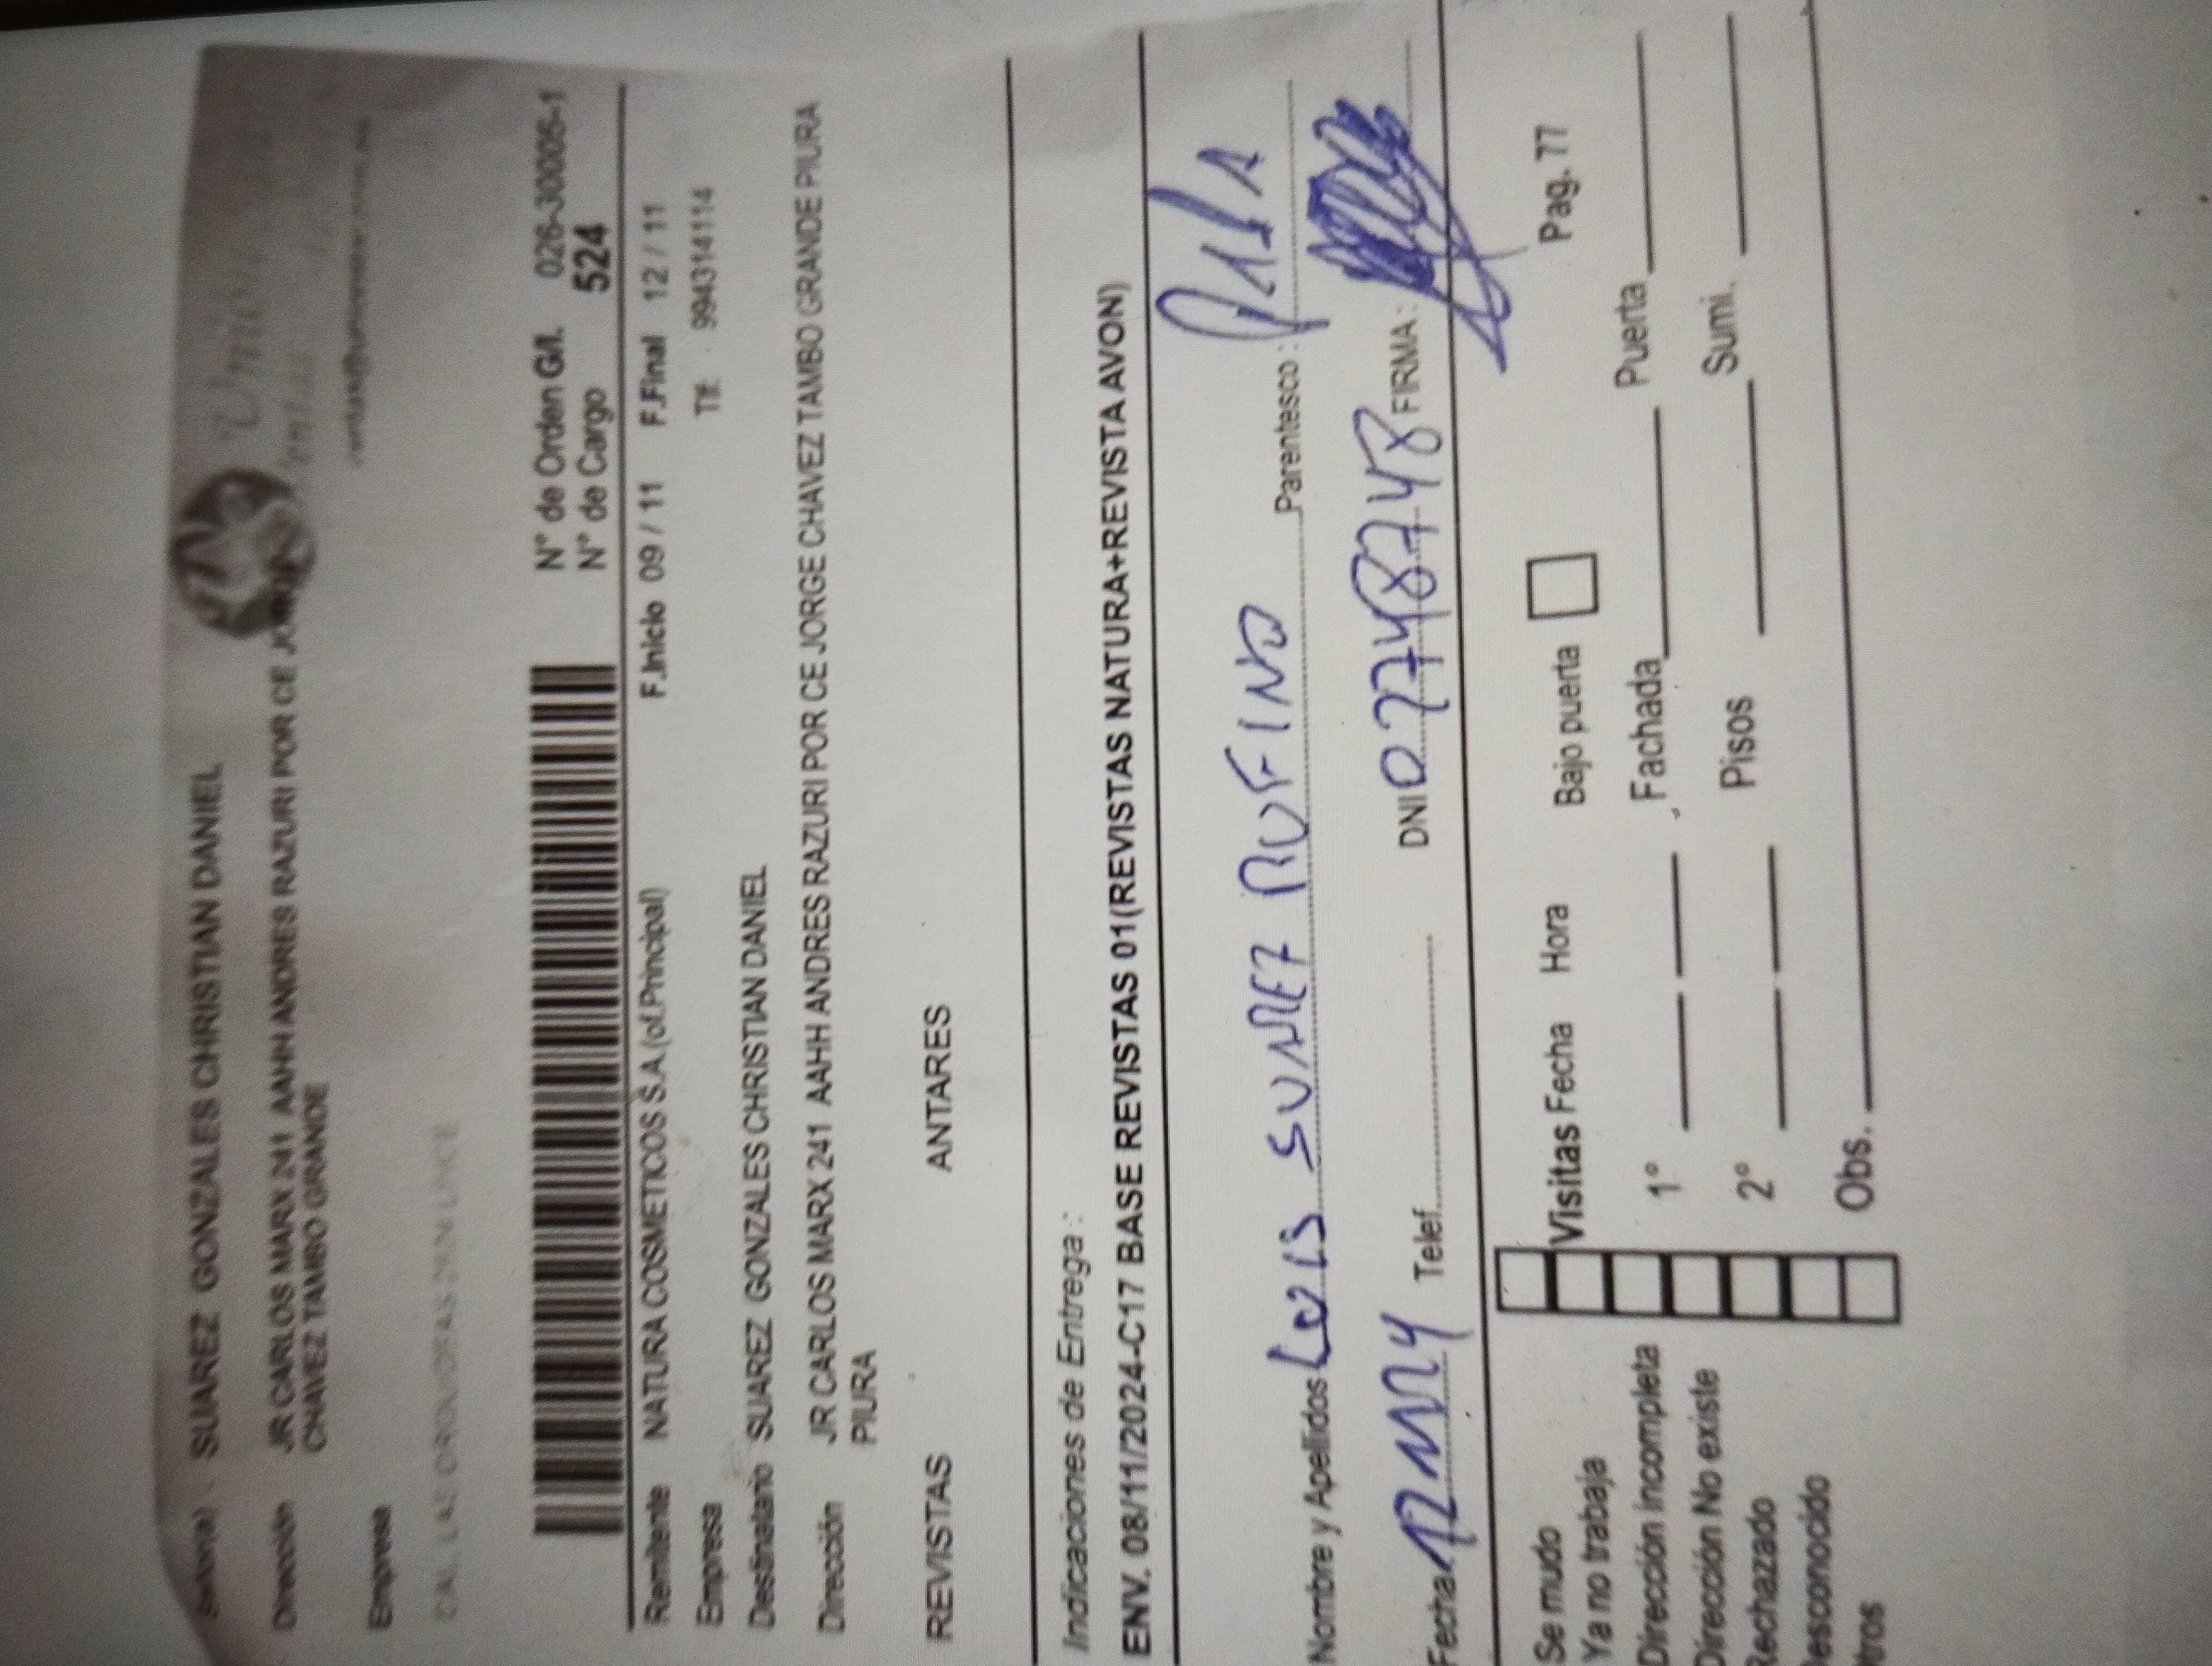 SUAREZ GONZALES CHRISTIAN DANIEL
Dirección JR CARLOS MARX 241 AAHH ANDRES RAZURI POR CE
CHAVEZ TAMBO GRANDE
Empresa
N° de Orden G/I. 026-30005-1
N° de Cargo 524
Remitente NATURA COSMETICOS S.A.(of.Principal) F.Inicio 09 / 11 F.Final 12 / 11
Empresa Tlf. 994314114
Destinatario SUAREZ GONZALES CHRISTIAN DANIEL
Dirección JR CARLOS MARX 241 AAHH ANDRES RAZURI POR CE JORGE CHAVEZ TAMBO GRANDE PIURA
PIURA
REVISTAS ANTARES
Indicaciones de Entrega :
ENV. 08/11/2024-C17 BASE REVISTAS 01(REVISTAS NATURA+REVISTA AVON)
Nombre y Apellidos Luis SUAREZ RUFINO Parentesco :
Fecha Telef. DNI 02748748 FIRMA :
Pag. 77
Se mudo
Ya no trabaja Visitas Fecha Hora Bajo puerta
Dirección incompleta 1° Fachada Puerta
Dirección No existe
Rechazado 2° Pisos Sumi.
Desconocido
Otros Obs.